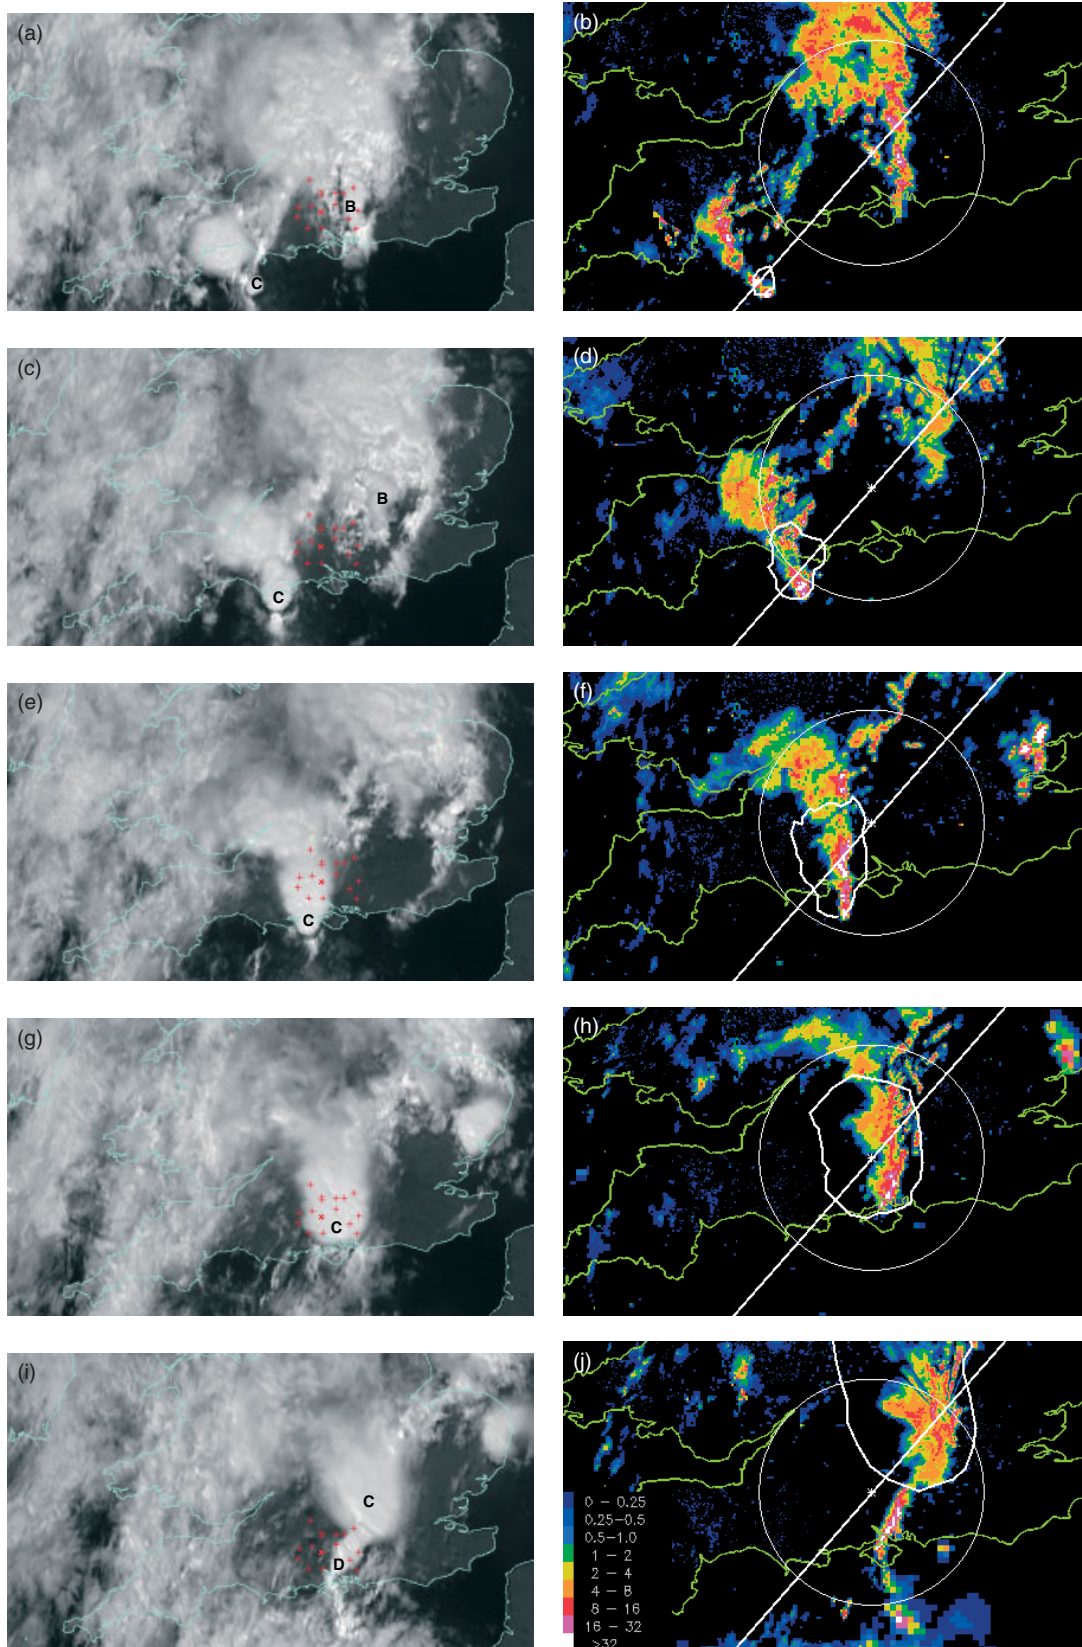 (a)
B
C
(b)
(c)
B
C
(d)
(e)
C
(f)
(g)
C
(h)
(i)
C
D
(j)
0 – 0.25
0.25–0.5
0.5–1.0
1 – 2
2 – 4
4 – 8
8 – 16
16 – 32
>32